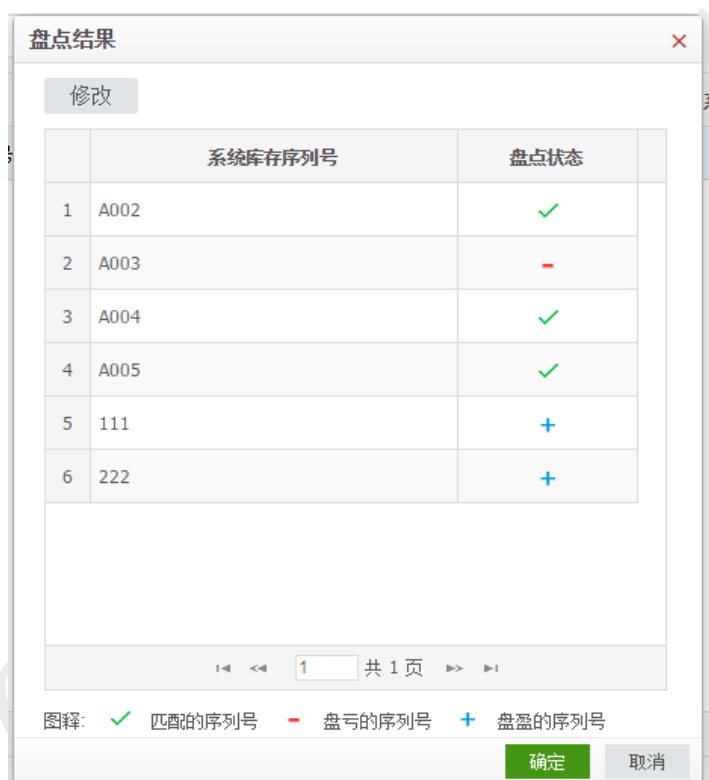 盘点结果
修改
系统库存序列号 盘点状态
1 A002
2 A003 -
3 A004
4 A005
5 111 +
6 222 +
1 共 1 页
图释: 匹配的序列号 - 盘亏的序列号 + 盘盈的序列号
确定 取消